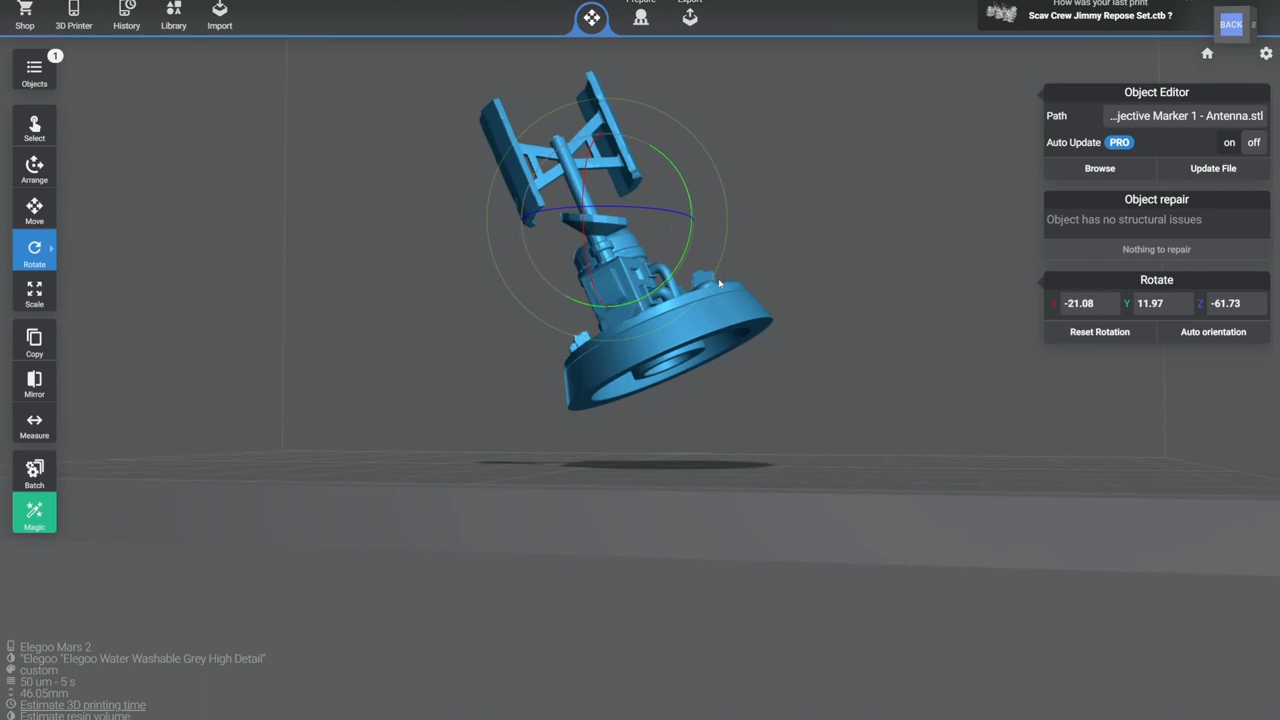 Prepare
Export
Shop
3D Printer
History
Library
Import
How was your last print
Scav Crew Jimmy Repose Set.ctb ?
BACK
1
Objects
Select
Arrange
Move
Rotate
Scale
Copy
Mirror
Measure
Batch
Magic
Object Editor
Path ...jective Marker 1 - Antenna.stl
Auto Update PRO on off
Browse Update File
Object repair
Object has no structural issues
Nothing to repair
Rotate
X -21.08 Y 11.97 Z -61.73
Reset Rotation Auto orientation
Elegoo Mars 2
"Elegoo "Elegoo Water Washable Grey High Detail"
custom
50 um - 5 s
46.05mm
Estimate 3D printing time
Estimate resin volume